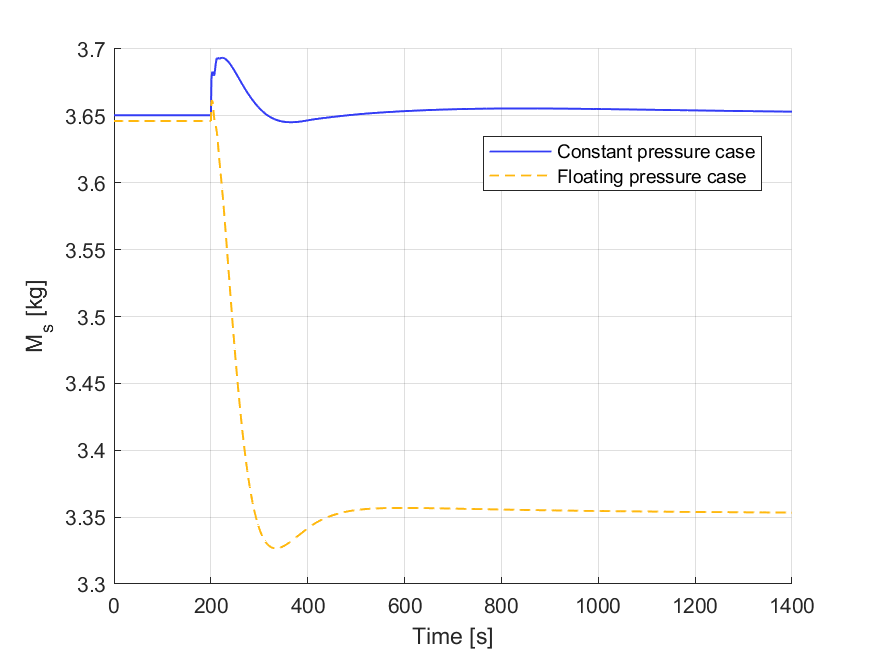 3.7
3.65
3.6
3.55
3.5
3.45
3.4
3.35
3.3
M_s [kg]
Constant pressure case
Floating pressure case
0 200 400 600 800 1000 1200 1400
Time [s]